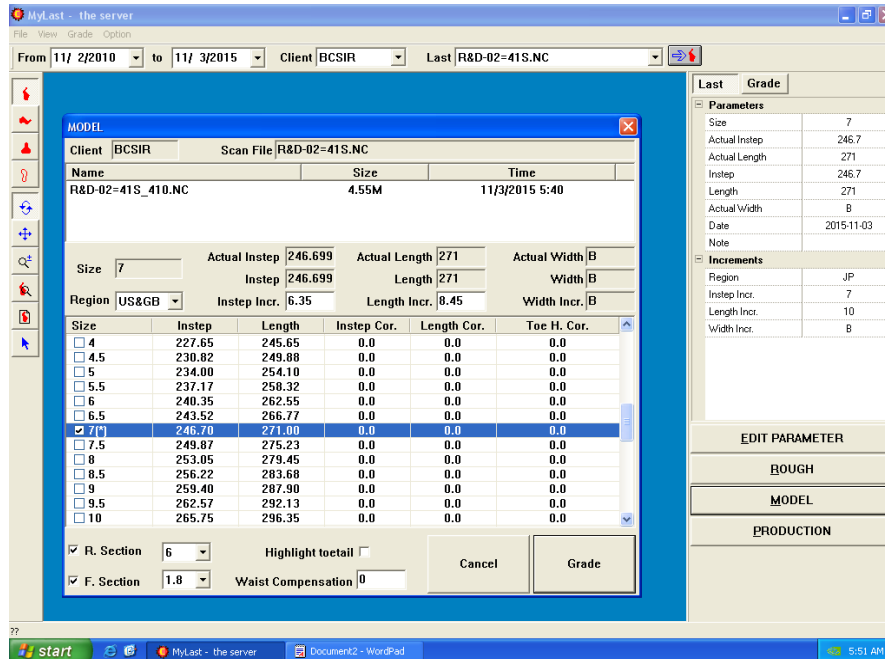 MyLast - the server
File View Grade Option
From 11/ 2/2010 to 11/ 3/2015 Client BCSIR Last R&D-02=41S.NC
MODEL
Client BCSIR Scan File R&D-02=41S.NC
Name Size Time
R&D-02=41S_410.NC 4.55M 11/3/2015 5:40
Size 7 Actual Instep 246.699 Actual Length 271 Actual Width B
Instep 246.699 Length 271 Width B
Region US&GB Instep Incr. 6.35 Length Incr. 8.45 Width Incr. B
Size Instep Length Instep Cor. Length Cor. Toe H. Cor.
4 227.65 245.65 0.0 0.0 0.0
4.5 230.82 249.88 0.0 0.0 0.0
5 234.00 254.10 0.0 0.0 0.0
5.5 237.17 258.32 0.0 0.0 0.0
6 240.35 262.55 0.0 0.0 0.0
6.5 243.52 266.77 0.0 0.0 0.0
7(*) 246.70 271.00 0.0 0.0 0.0
7.5 249.87 275.23 0.0 0.0 0.0
8 253.05 279.45 0.0 0.0 0.0
8.5 256.22 283.68 0.0 0.0 0.0
9 259.40 287.90 0.0 0.0 0.0
9.5 262.57 292.13 0.0 0.0 0.0
10 265.75 296.35 0.0 0.0 0.0
R. Section 6 Highlight toetail
F. Section 1.8 Waist Compensation 0
Cancel Grade
Last Grade
Parameters
Size 7
Actual Instep 246.7
Actual Length 271
Instep 246.7
Length 271
Actual Width B
Date 2015-11-03
Note
Increments
Region JP
Instep Incr. 7
Length Incr. 10
Width Incr. B
EDIT PARAMETER
ROUGH
MODEL
PRODUCTION
??
start MyLast - the server Document2 - WordPad 5:51 AM